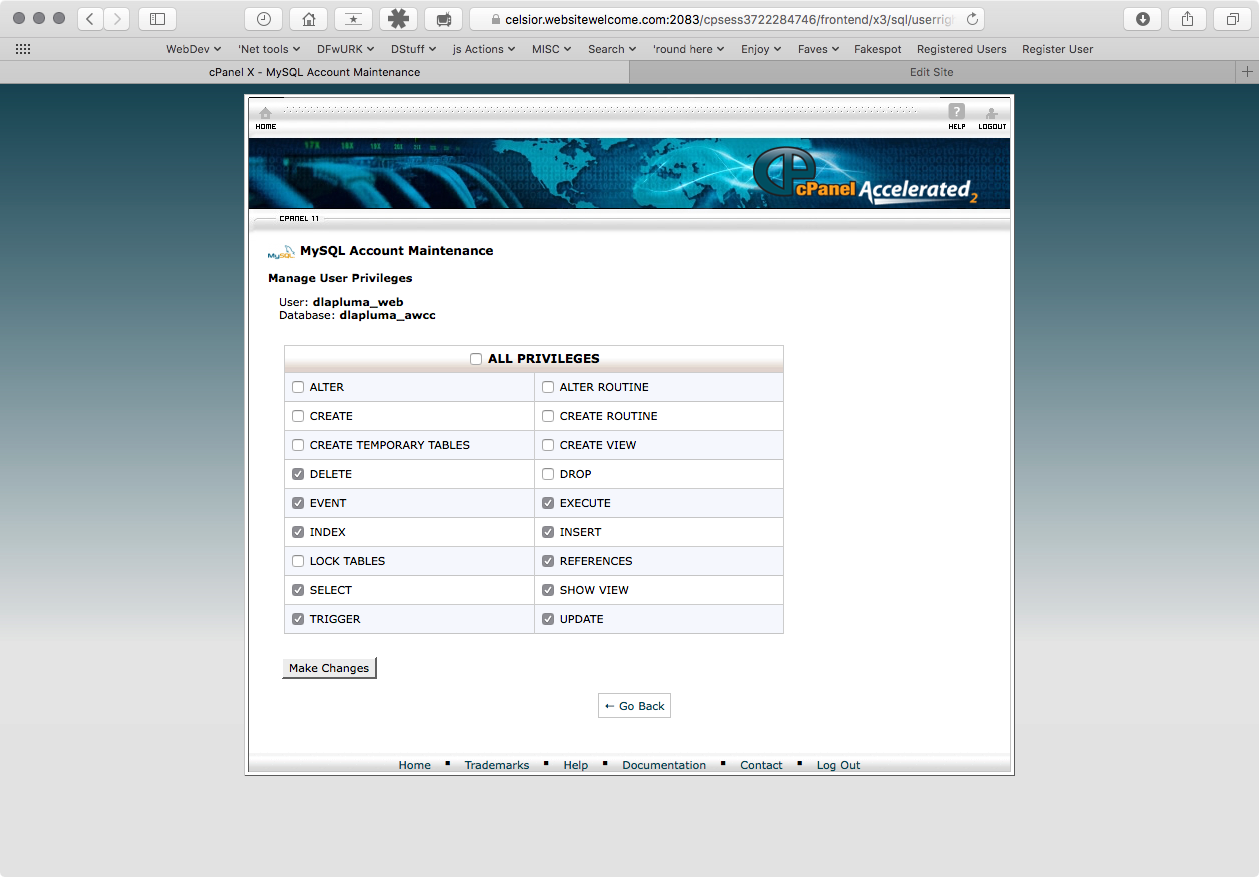 celsior.websitewelcome.com:2083/cpsess3722284746/frontend/x3/sql/userrig
WebDev 'Net tools DFwURK DStuff js Actions MISC Search 'round here Enjoy Faves Fakespot Registered Users Register User
cPanel X - MySQL Account Maintenance Edit Site
HOME ? HELP LOGOUT
17X 18X
cPanel Accelerated 2
CPANEL 11
MySQL MySQL Account Maintenance
Manage User Privileges
User: dlapluma_web
Database: dlapluma_awcc
ALL PRIVILEGES
ALTER ALTER ROUTINE
CREATE CREATE ROUTINE
CREATE TEMPORARY TABLES CREATE VIEW
DELETE DROP
EVENT EXECUTE
INDEX INSERT
LOCK TABLES REFERENCES
SELECT SHOW VIEW
TRIGGER UPDATE
Make Changes
← Go Back
Home ▪ Trademarks ▪ Help ▪ Documentation ▪ Contact ▪ Log Out